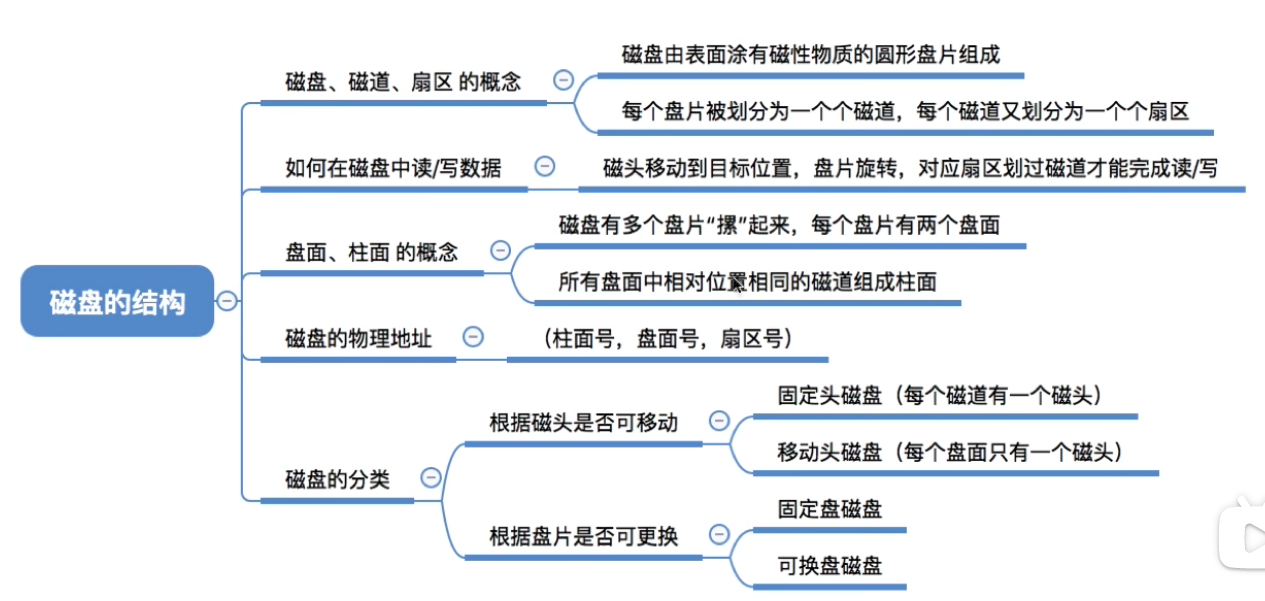 磁盘由表面涂有磁性物质的圆形盘片组成
磁盘、磁道、扇区 的概念
每个盘片被划分为一个个磁道，每个磁道又划分为一个个扇区
如何在磁盘中读/写数据
磁头移动到目标位置，盘片旋转，对应扇区划过磁道才能完成读/写
磁盘有多个盘片“摞”起来，每个盘片有两个盘面
盘面、柱面 的概念
所有盘面中相对位置相同的磁道组成柱面
磁盘的结构
磁盘的物理地址
（柱面号，盘面号，扇区号）
固定头磁盘（每个磁道有一个磁头）
根据磁头是否可移动
移动头磁盘（每个盘面只有一个磁头）
磁盘的分类
固定盘磁盘
根据盘片是否可更换
可换盘磁盘